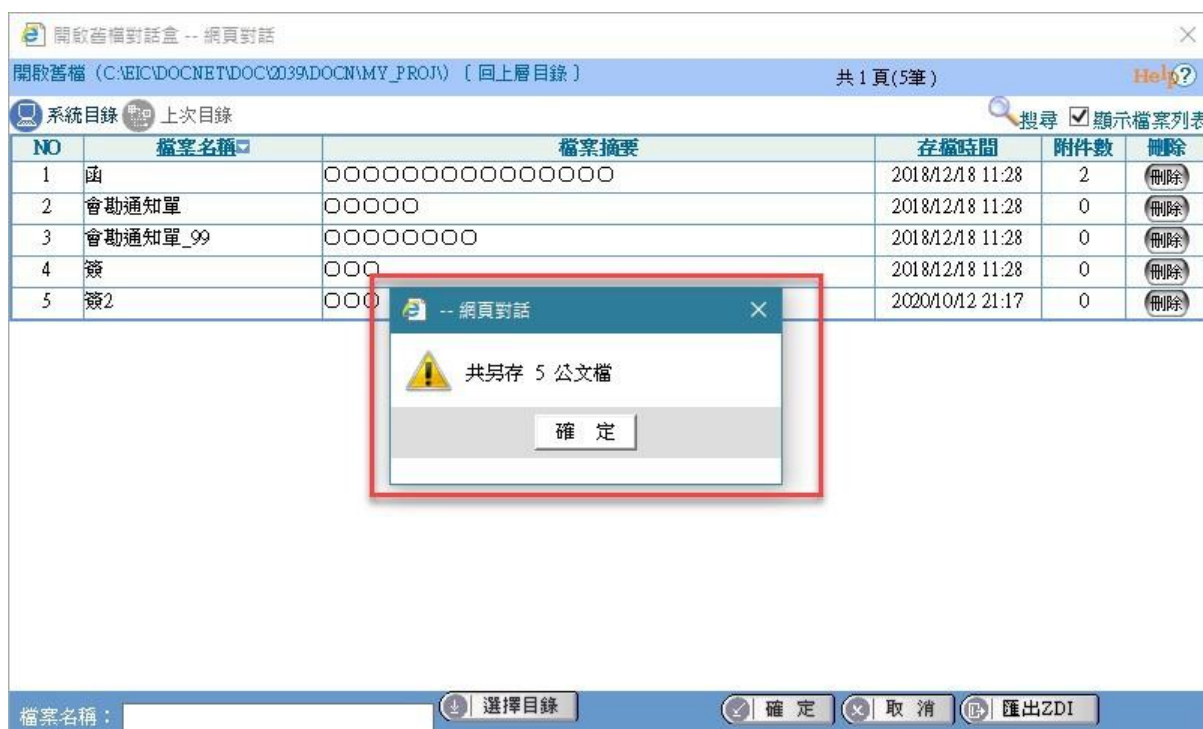 開啟舊檔對話盒 -- 網頁對話
開啟舊檔 (C:\EIC\DOCNET\DOC\2039\DOCN\MY_PROJ\) 〔 回上層目錄 〕 共 1 頁(5筆) Help?
系統目錄 上次目錄 搜尋 顯示檔案列表
NO 檔案名稱 檔案摘要 存檔時間 附件數 刪除
1 函 ○○○○○○○○○○○○○○○ 2018/12/18 11:28 2 刪除
2 會勘通知單 ○○○○○ 2018/12/18 11:28 0 刪除
3 會勘通知單_99 ○○○○○○○○ 2018/12/18 11:28 0 刪除
4 簽 ○○○ 2018/12/18 11:28 0 刪除
5 簽2 ○○○ 2020/10/12 21:17 0 刪除
-- 網頁對話
共另存 5 公文檔
確 定
檔案名稱： 選擇目錄 確 定 取 消 匯出ZDI